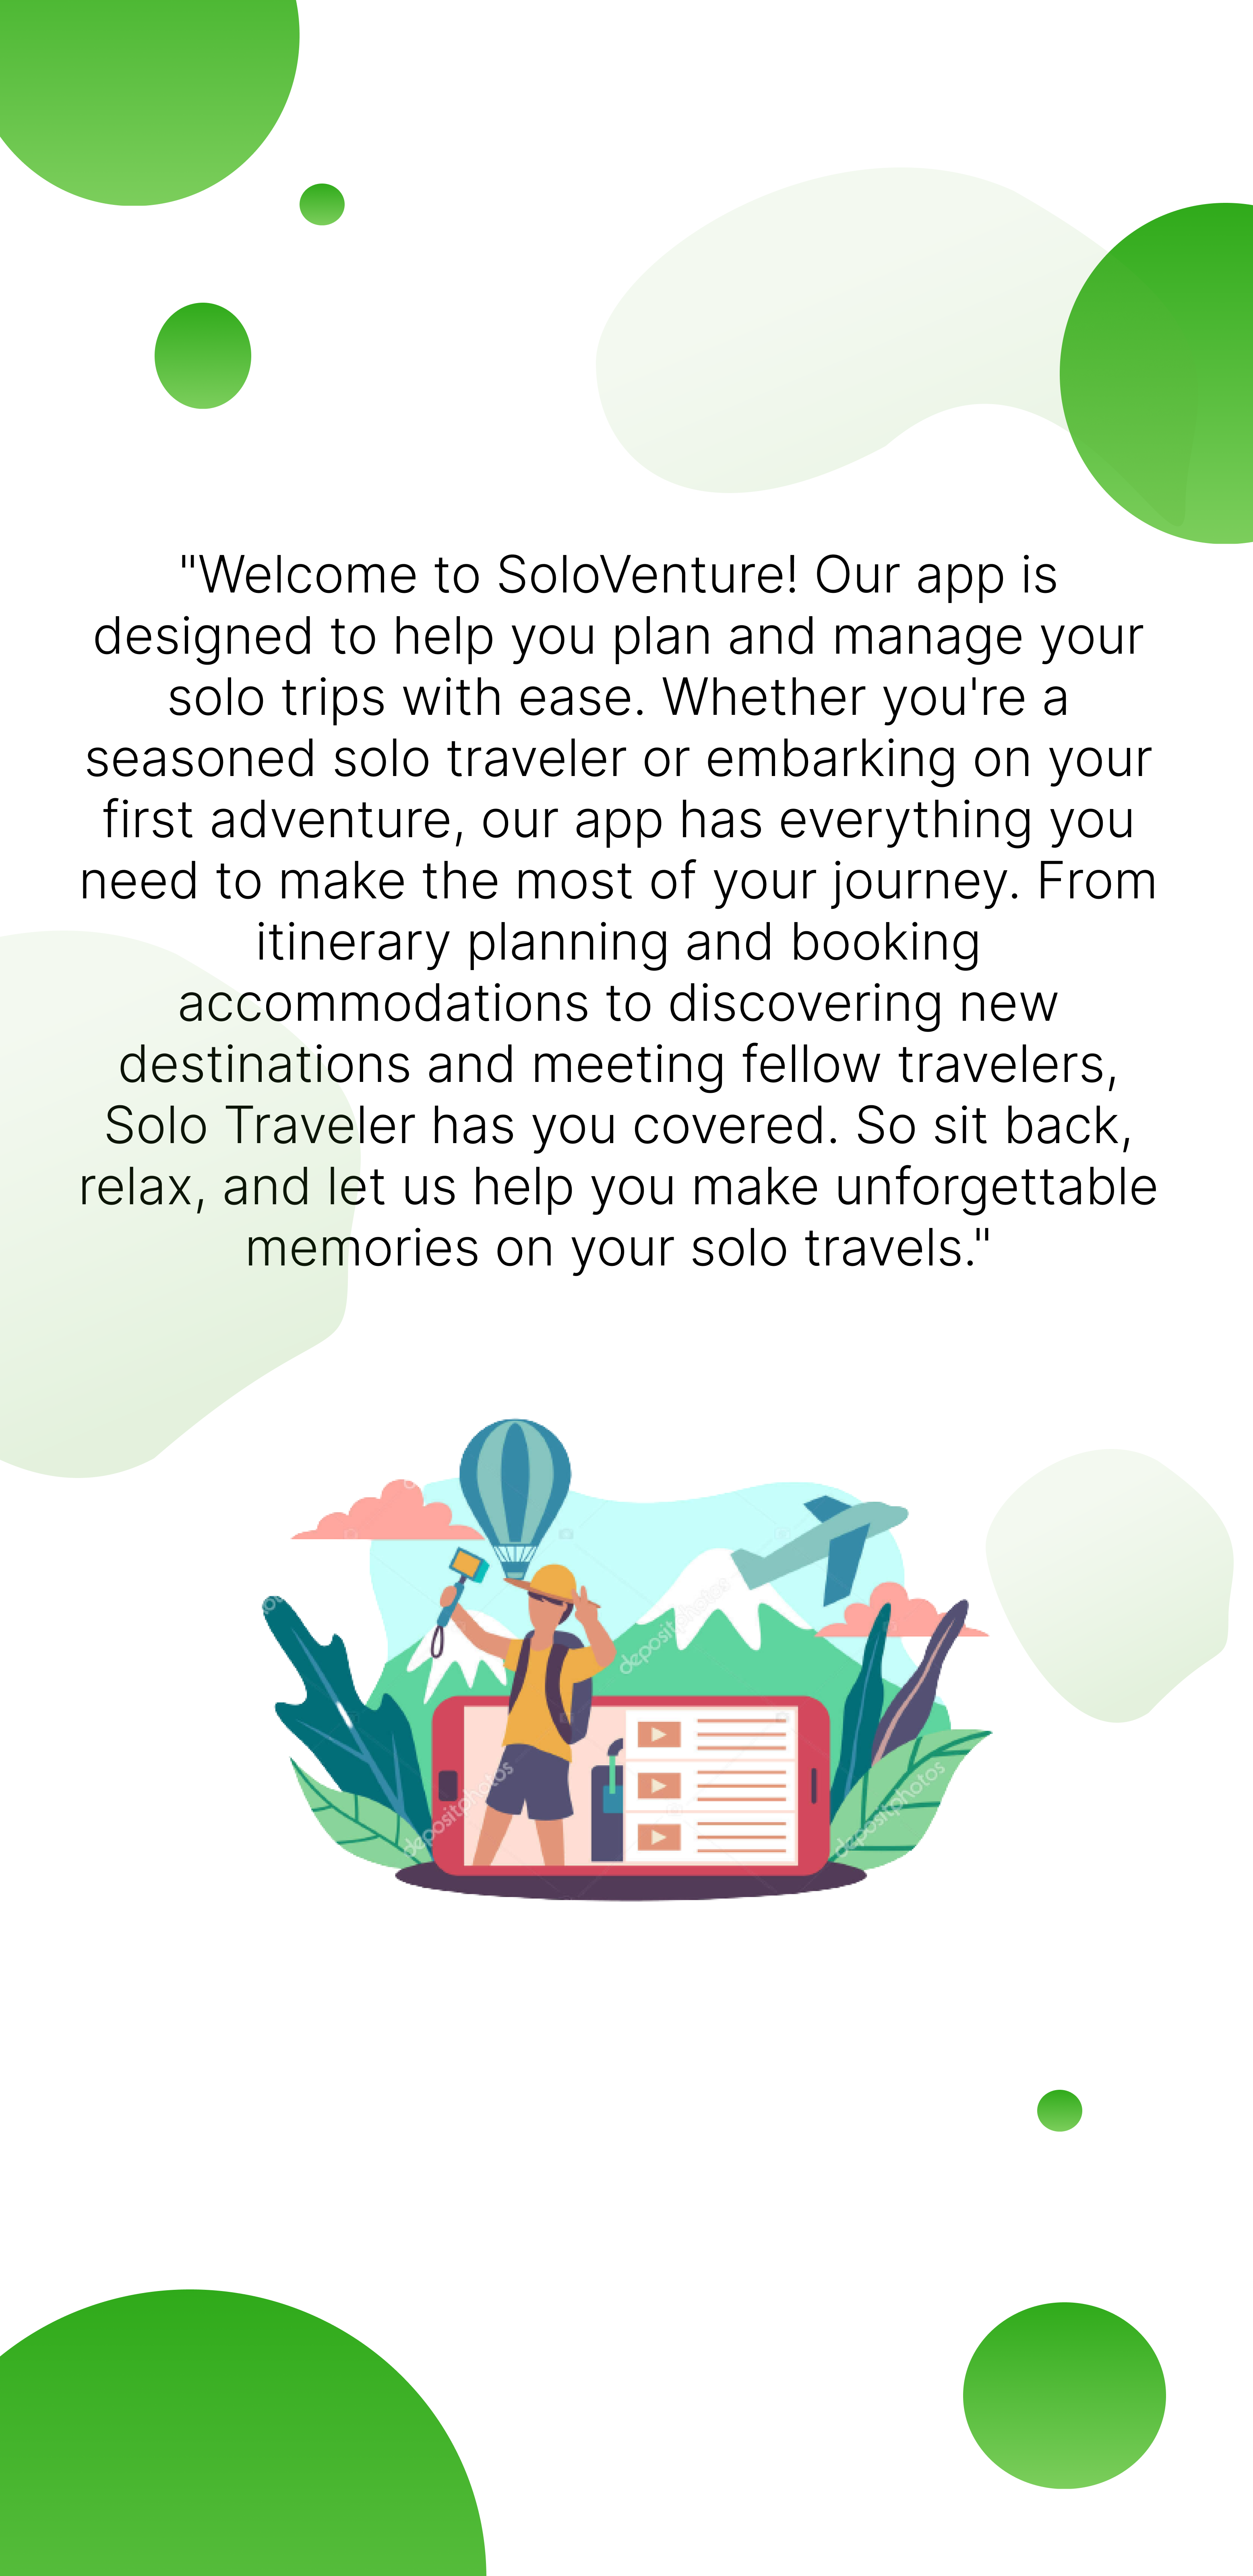 "Welcome to SoloVenture! Our app is
designed to help you plan and manage your
solo trips with ease. Whether you're a
seasoned solo traveler or embarking on your
first adventure, our app has everything you
need to make the most of your journey. From
itinerary planning and booking
accommodations to discovering new
destinations and meeting fellow travelers,
Solo Traveler has you covered. So sit back,
relax, and let us help you make unforgettable
memories on your solo travels."
depositphotos
depositphotos
depositphotos